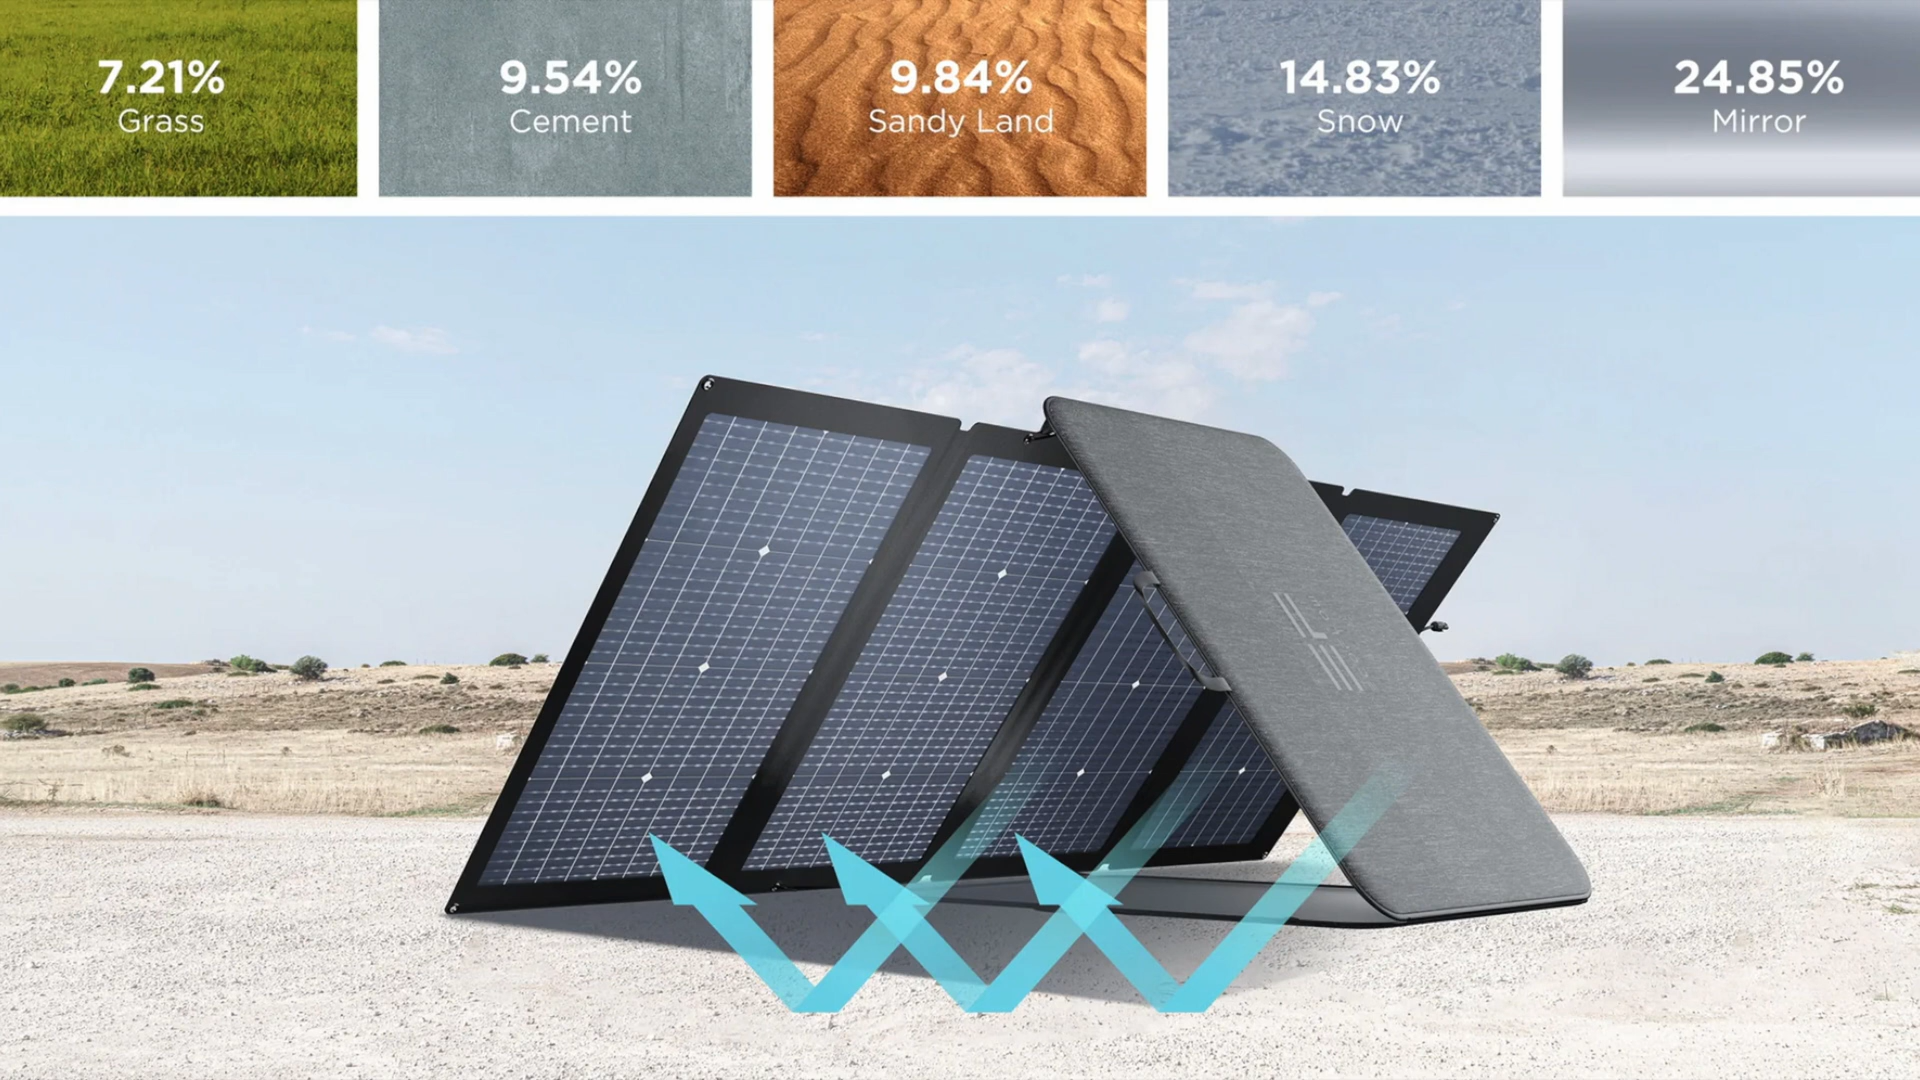 7.21%
Grass
9.54%
Cement
9.84%
Sandy Land
14.83%
Snow
24.85%
Mirror